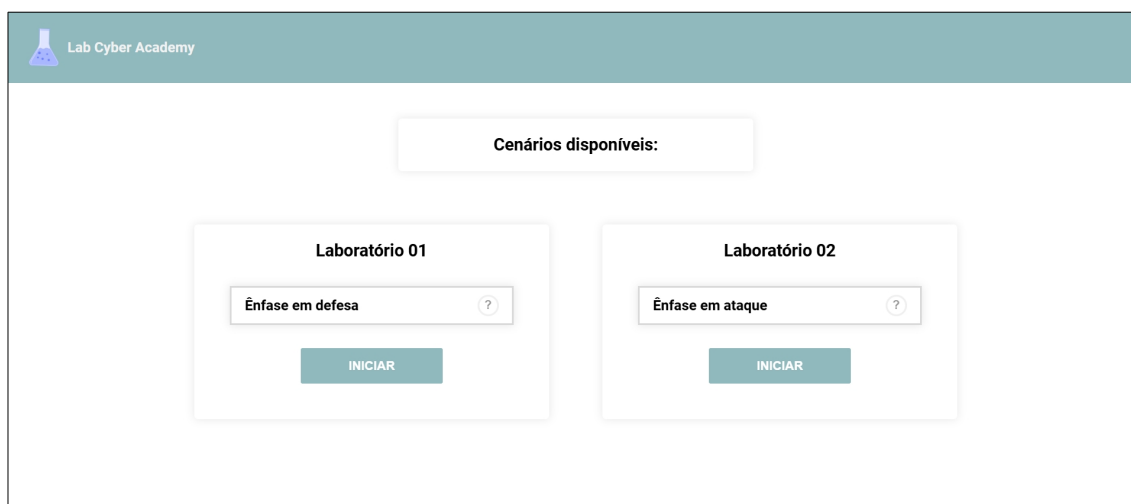 Lab Cyber Academy
Cenários disponíveis:
Laboratório 01
Ênfase em defesa ?
INICIAR
Laboratório 02
Ênfase em ataque ?
INICIAR